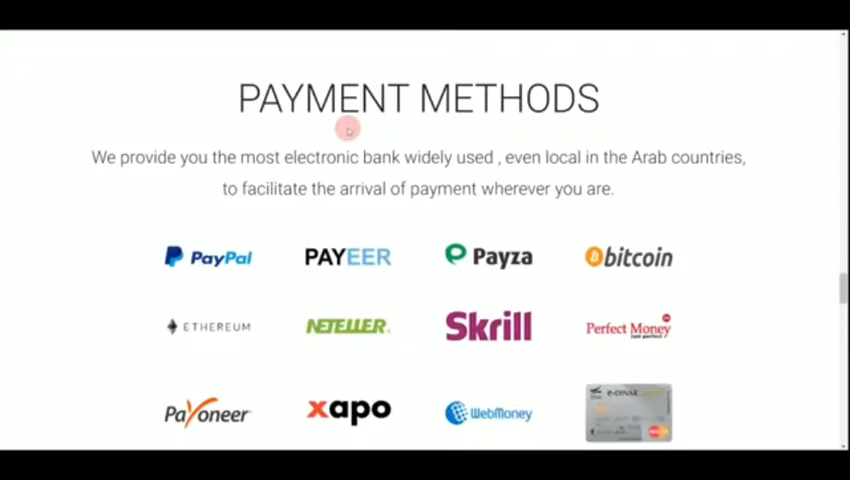 PAYMENT METHODS
We provide you the most electronic bank widely used , even local in the Arab countries,
to facilitate the arrival of payment wherever you are.
PayPal PAYEER Payza bitcoin
ETHEREUM NETELLER Skrill Perfect Money
Payoneer xapo WebMoney e-DINAR